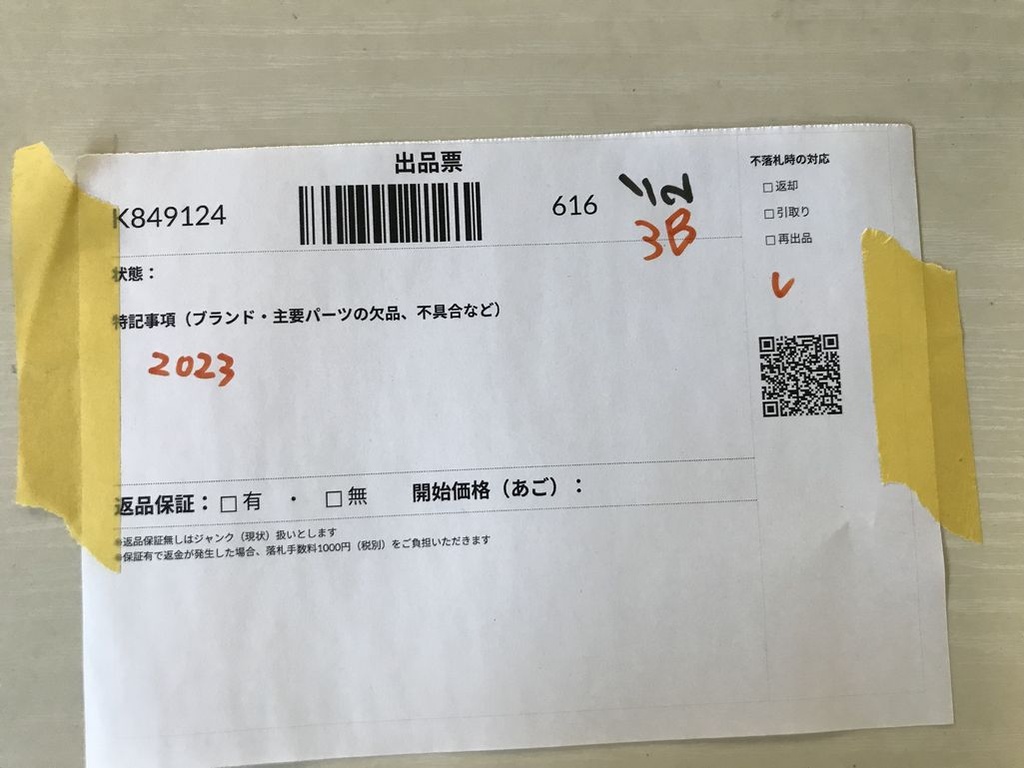 出品票
K849124
616
1/2
3B
状態：
特記事項（ブランド・主要パーツの欠品、不具合など）
2023
返品保証：□有 ・ □無 開始価格（あご）：
※返品保証無しはジャンク（現状）扱いとします
※保証有で返金が発生した場合、落札手数料1000円（税別）をご負担いただきます
不落札時の対応
□返却
□引取り
□再出品